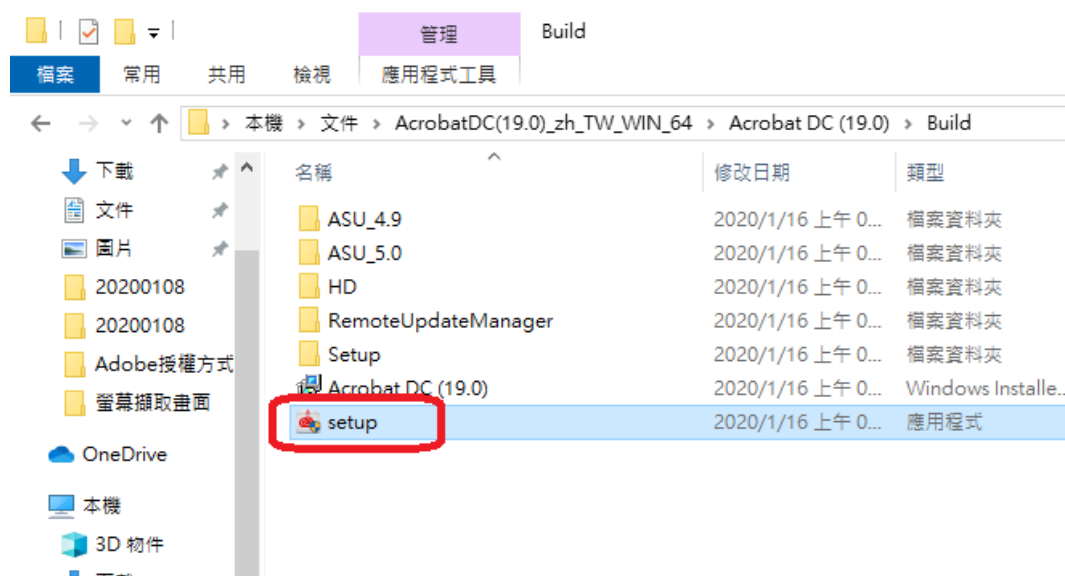 管理 Build
檔案 常用 共用 檢視 應用程式工具
本機 文件 AcrobatDC(19.0)_zh_TW_WIN_64 Acrobat DC (19.0) Build
下載
文件
圖片
20200108
20200108
Adobe授權方式
螢幕擷取畫面
OneDrive
本機
3D 物件
名稱 修改日期 類型
ASU_4.9 2020/1/16 上午 0... 檔案資料夾
ASU_5.0 2020/1/16 上午 0... 檔案資料夾
HD 2020/1/16 上午 0... 檔案資料夾
RemoteUpdateManager 2020/1/16 上午 0... 檔案資料夾
Setup 2020/1/16 上午 0... 檔案資料夾
Acrobat DC (19.0) 2020/1/16 上午 0... Windows Installe...
setup 2020/1/16 上午 0... 應用程式